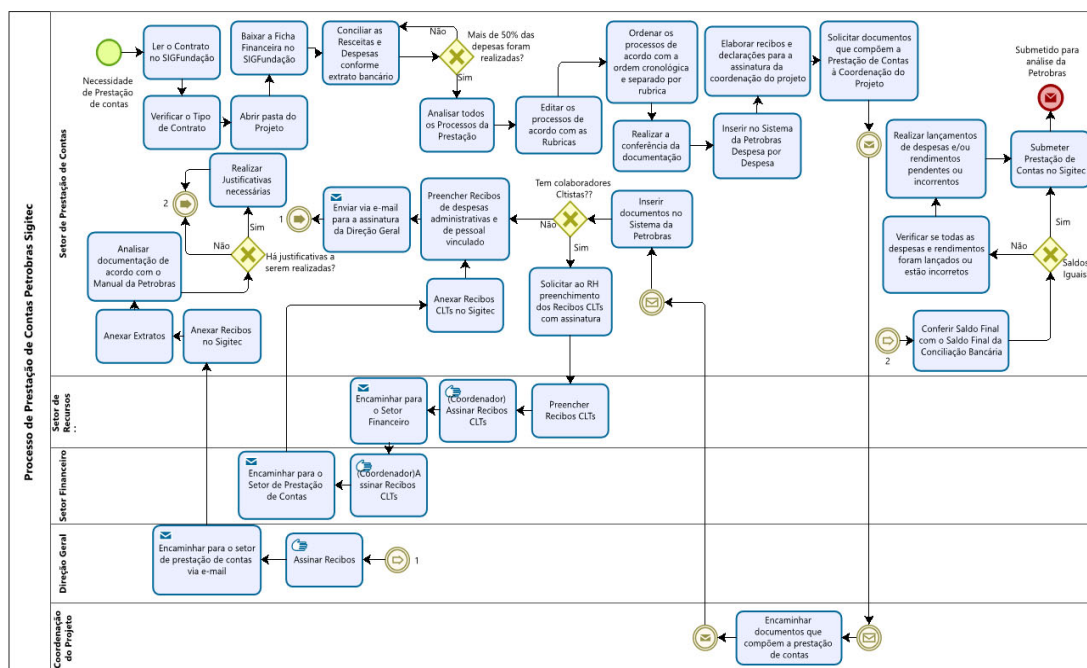 Processo de Prestação de Contas Petrobras Sigitec
Setor de Prestação de Contas
Necessidade
de Prestação de
contas
Ler o Contrato
no SIGFundação
Verificar o Tipo
de Contrato
Abrir pasta do
Projeto
Baixar a Ficha
Financeira no
SIGFundação
Conciliar as
Resceitas e
Despesas
conforme
extrato bancário
Não
Mais de 50% das
depesas foram
realizadas?
Sim
Analisar todos
os Processos da
Prestação
Editar os
processos de
acordo com as
Rubricas
Ordenar os
processos de
acordo com a
ordem cronológica
e separado por
rubrica
Realizar a
conferência da
documentação
Inserir no Sistema
da Petrobras
Despesa por
Despesa
Elaborar recibos e
declarações para a
assinatura da
coordenação do projeto
Solicitar documentos
que compõem a
Prestação de Contas
à Coordenação do
Projeto
Submetido para
análise da
Petrobras
Realizar lançamentos
de despesas e/ou
rendimentos
pendentes ou
incorrentos
Submeter
Prestação de
Contas no Sigitec
Sim
Verificar se todas as
despesas e rendimentos
foram lançados ou
estão incorretos
Não
Saldos
Iguais
Conferir Saldo Final
com o Saldo Final da
Conciliação Bancária
2
Realizar
Justificativas
necessárias
2
Não
Sim
Há justificativas a
serem realizadas?
Analisar
documentação de
acordo com o
Manual da Petrobras
Anexar Extratos
Anexar Recibos
no Sigitec
1
Enviar via e-mail
para a assinatura
da Direção Geral
Preencher Recibos
de despesas
administrativas e
de pessoal
vinculado
Tem colaboradores
Cltistas??
Não
Sim
Inserir
documentos no
Sistema da
Petrobras
Solicitar ao RH
preenchimento
dos Recibos CLTs
com assinatura
Anexar Recibos
CLTs no Sigitec
Setor de
Recursos
Encaminhar para
o Setor
Financeiro
(Coordenador)
Assinar Recibos
CLTs
Preencher
Recibos CLTs
Setor Financeiro
Encaminhar para o
Setor de Prestação
de Contas
(Coordenador)A
ssinar Recibos
CLTs
Direção Geral
Encaminhar para o setor
de prestação de contas
via e-mail
Assinar Recibos
1
Coordenação
do Projeto
Encaminhar
documentos que
compõem a prestação
de contas